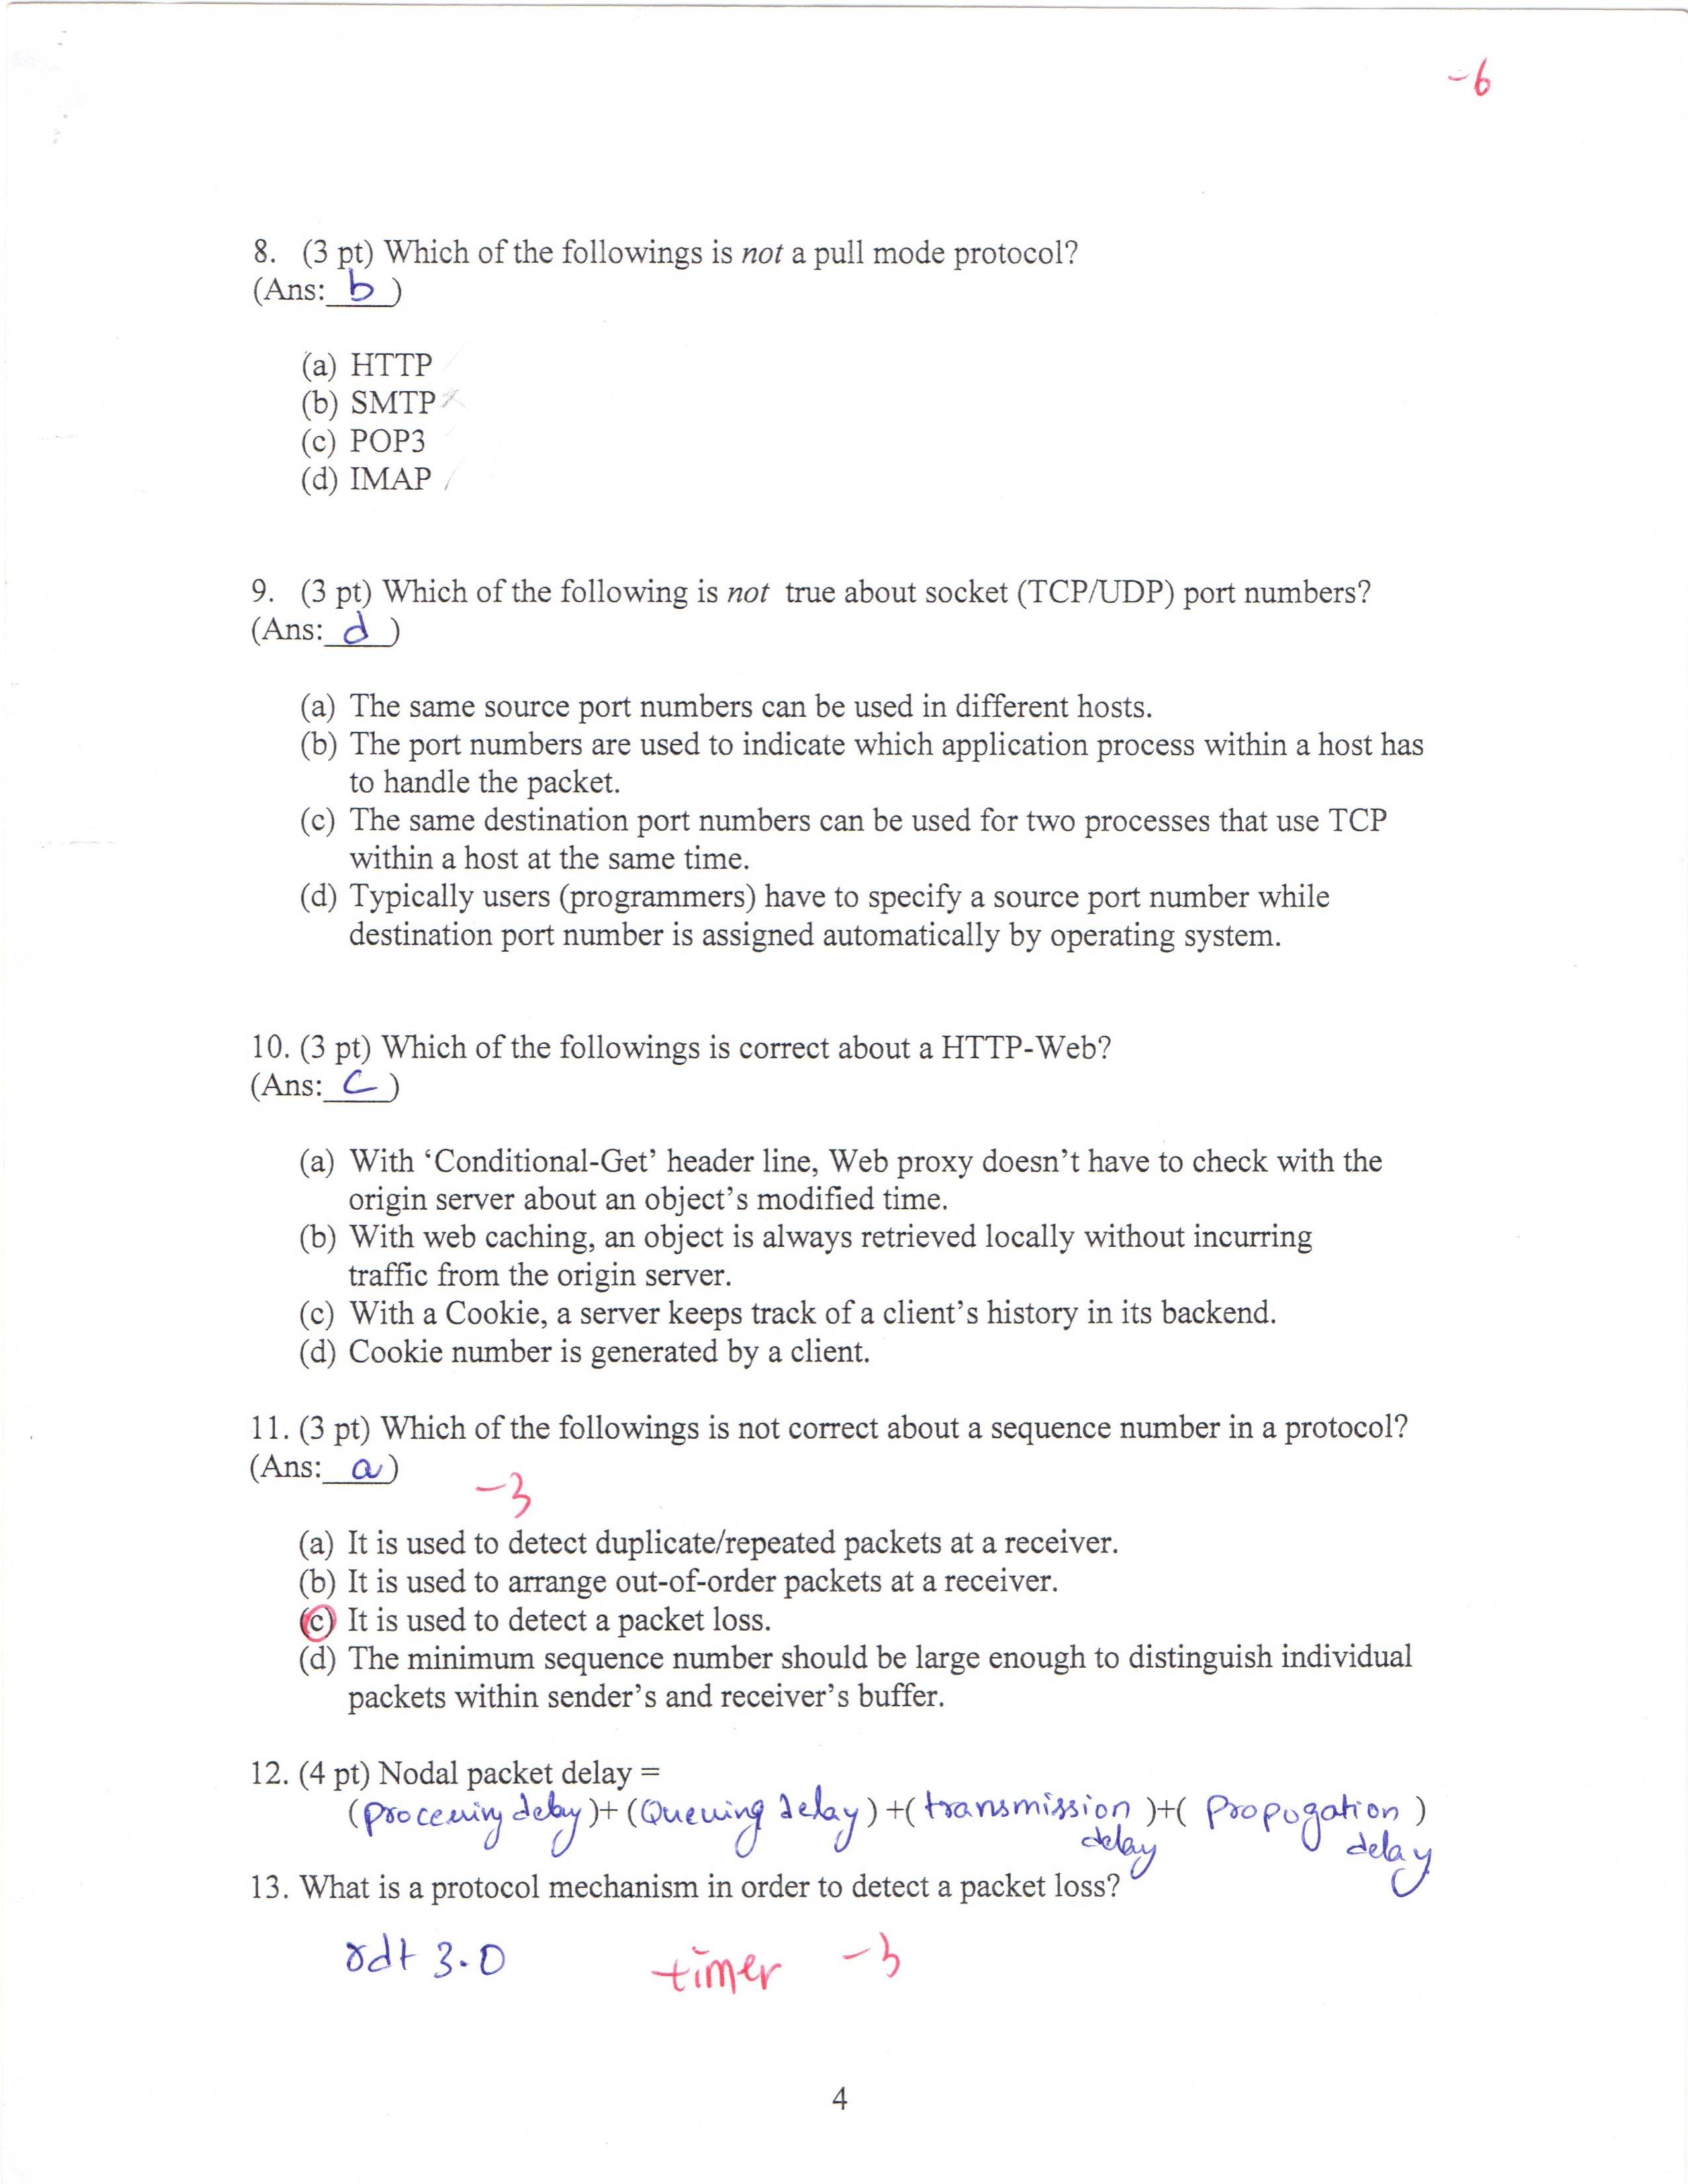 -6
8. (3 pt) Which of the followings is not a pull mode protocol?
(Ans: b )
(a) HTTP
(b) SMTP
(c) POP3
(d) IMAP
9. (3 pt) Which of the following is not true about socket (TCP/UDP) port numbers?
(Ans: d )
(a) The same source port numbers can be used in different hosts.
(b) The port numbers are used to indicate which application process within a host has
to handle the packet.
(c) The same destination port numbers can be used for two processes that use TCP
within a host at the same time.
(d) Typically users (programmers) have to specify a source port number while
destination port number is assigned automatically by operating system.
10. (3 pt) Which of the followings is correct about a HTTP-Web?
(Ans: C )
(a) With ‘Conditional-Get’ header line, Web proxy doesn’t have to check with the
origin server about an object’s modified time.
(b) With web caching, an object is always retrieved locally without incurring
traffic from the origin server.
(c) With a Cookie, a server keeps track of a client’s history in its backend.
(d) Cookie number is generated by a client.
11. (3 pt) Which of the followings is not correct about a sequence number in a protocol?
(Ans: a )
-3
(a) It is used to detect duplicate/repeated packets at a receiver.
(b) It is used to arrange out-of-order packets at a receiver.
(c) It is used to detect a packet loss.
(d) The minimum sequence number should be large enough to distinguish individual
packets within sender’s and receiver’s buffer.
12. (4 pt) Nodal packet delay =
(processing delay)+(Queuing delay)+(transmission delay)+(propogation delay)
13. What is a protocol mechanism in order to detect a packet loss?
rdt 3.0 timer -3
4